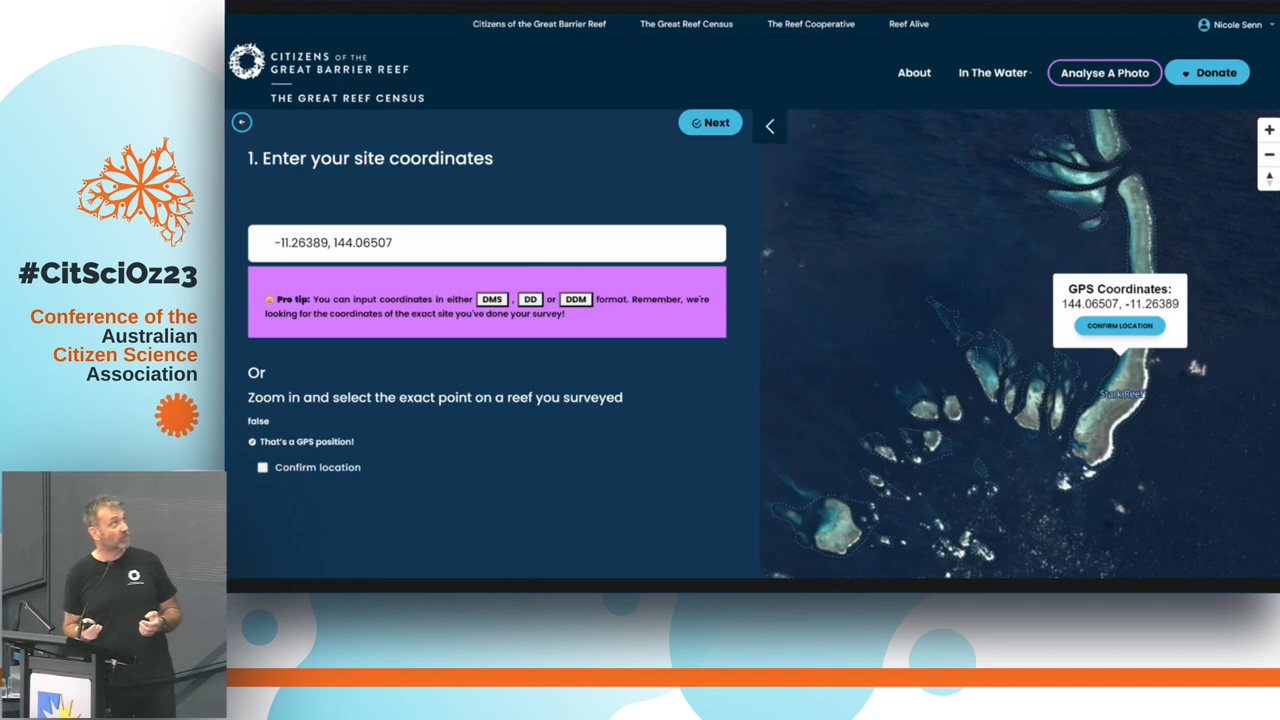 Citizens of the Great Barrier Reef
The Great Reef Census
The Reef Cooperative
Reef Alive
Nicole Senn
CITIZENS OF THE
GREAT BARRIER REEF
THE GREAT REEF CENSUS
About
In The Water
Analyse A Photo
Donate
Next
1. Enter your site coordinates
-11.26389, 144.06507
Pro tip: You can input coordinates in either DMS , DD or DDM format. Remember, we're
looking for the coordinates of the exact site you've done your survey!
Or
Zoom in and select the exact point on a reef you surveyed
false
That's a GPS position!
Confirm location
GPS Coordinates:
144.06507, -11.26389
CONFIRM LOCATION
Stark Reef
#CitSciOz23
Conference of the
Australian
Citizen Science
Association